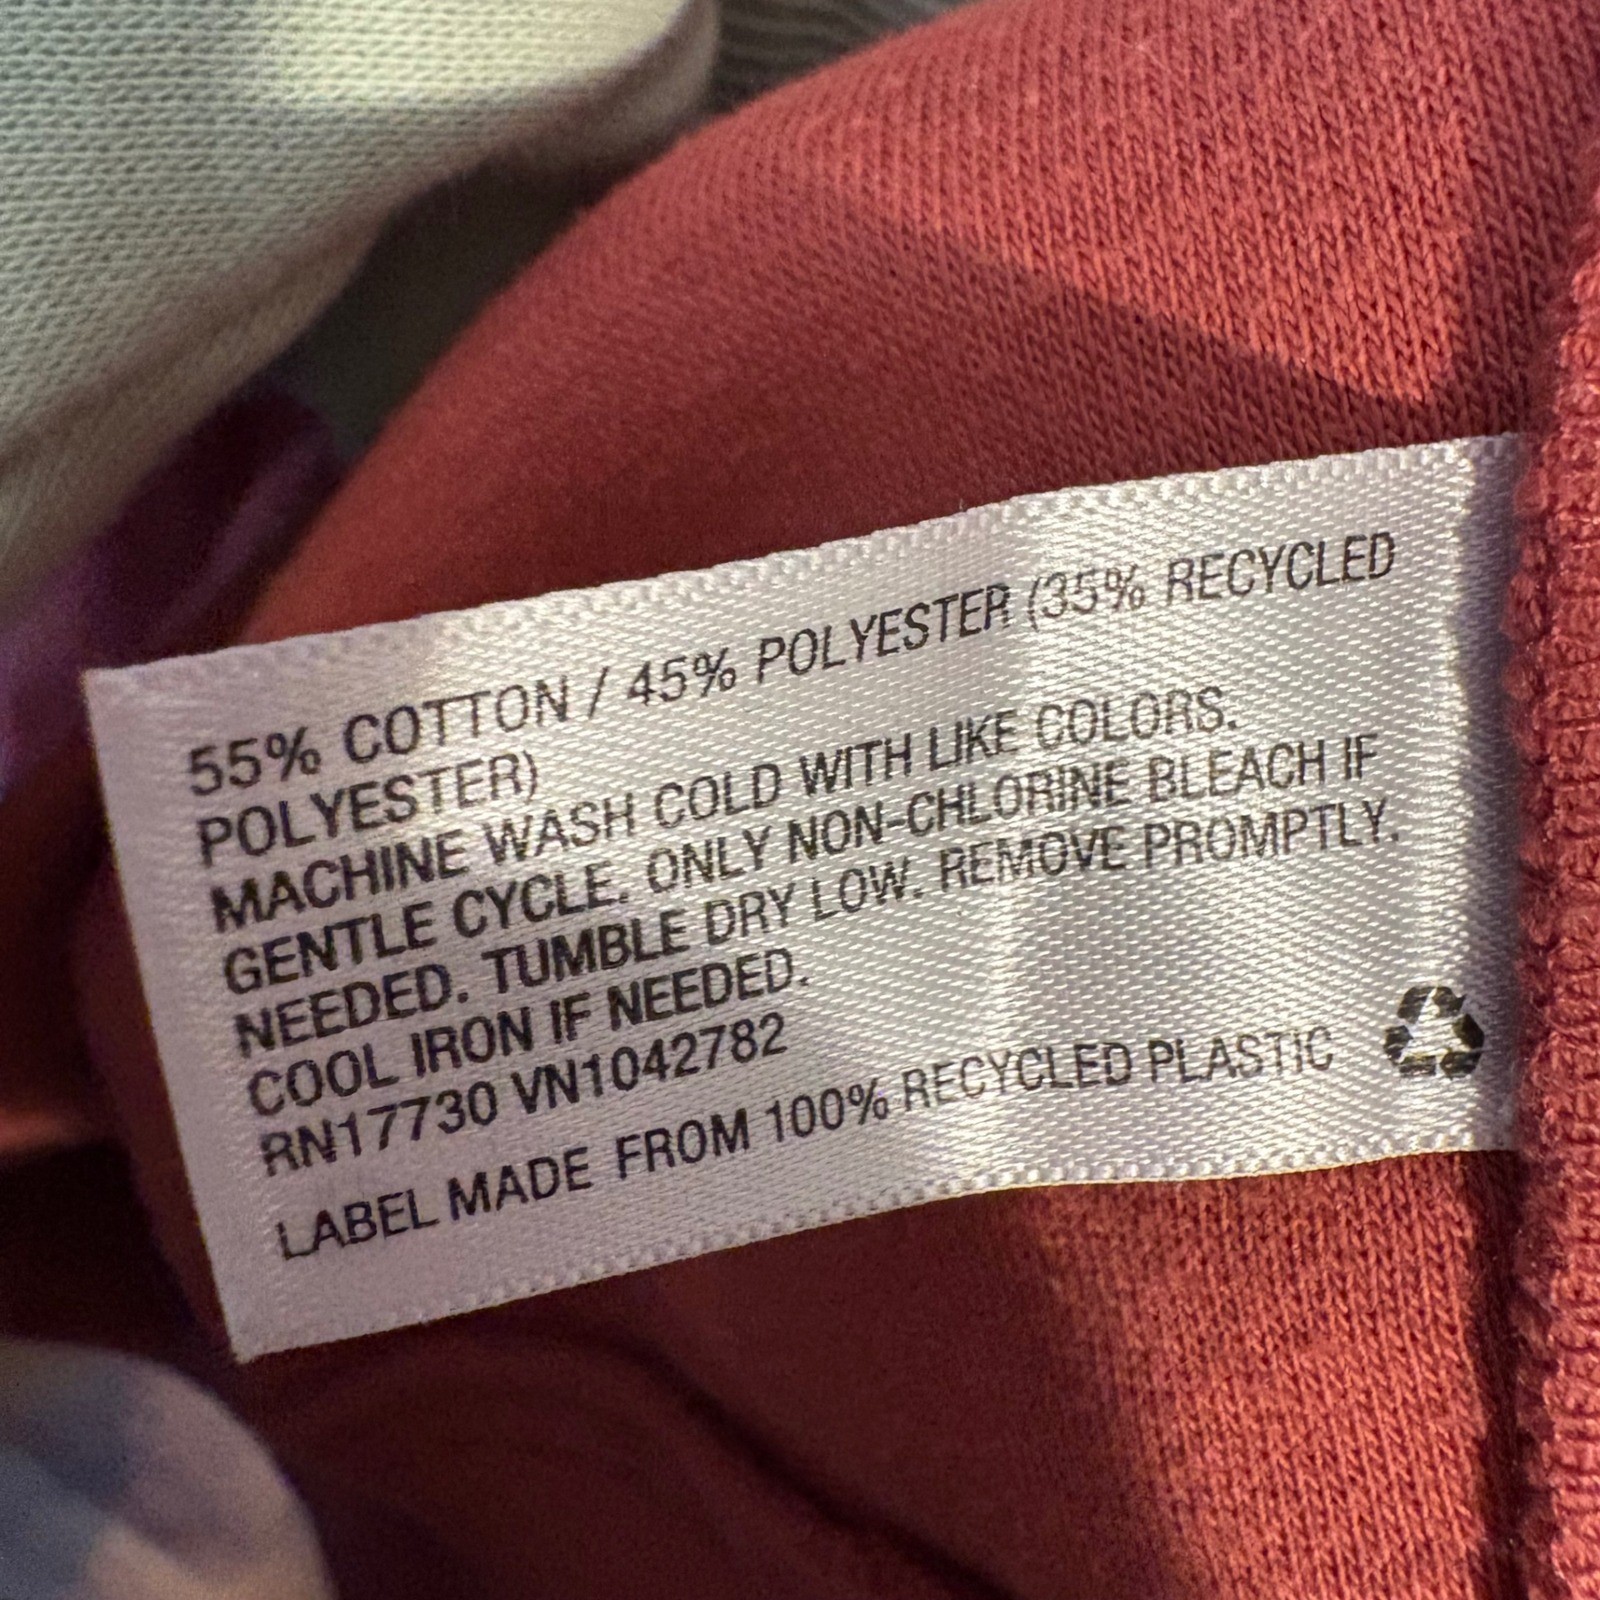 55% COTTON / 45% POLYESTER (35% RECYCLED
POLYESTER)
MACHINE WASH COLD WITH LIKE COLORS.
GENTLE CYCLE. ONLY NON-CHLORINE BLEACH IF
NEEDED. TUMBLE DRY LOW. REMOVE PROMPTLY.
COOL IRON IF NEEDED.
RN17730 VN1042782
LABEL MADE FROM 100% RECYCLED PLASTIC